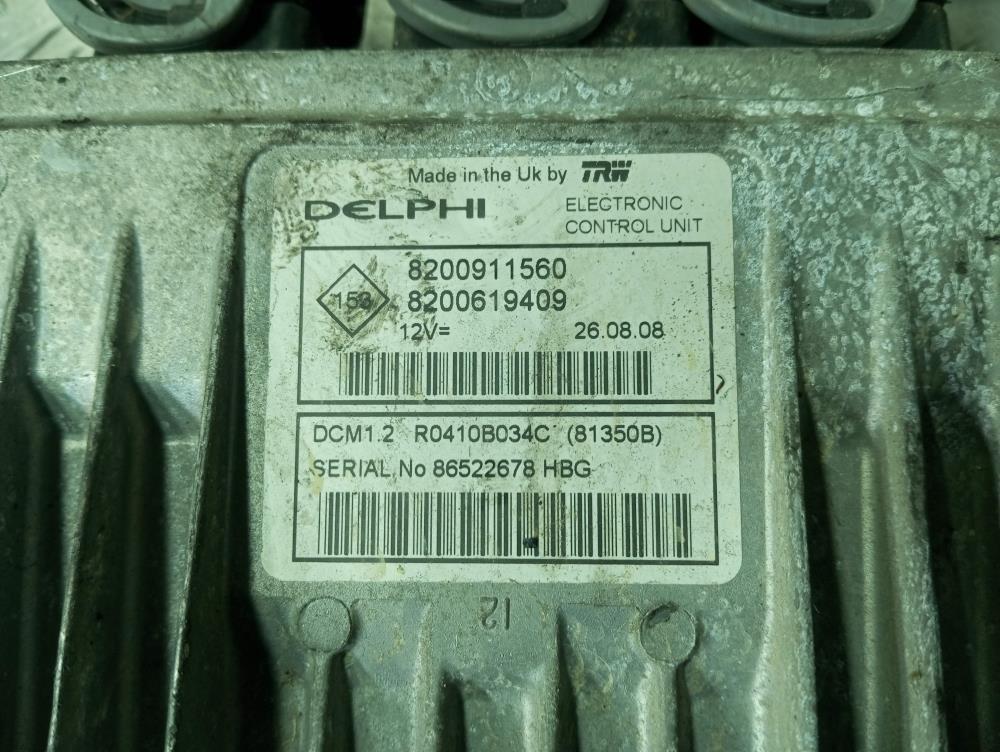 Made in the Uk by TRW
DELPHI
ELECTRONIC
CONTROL UNIT
153
8200911560
8200619409
12V= 26.08.08
DCM1.2 R0410B034C (81350B)
SERIAL No 86522678 HBG
12